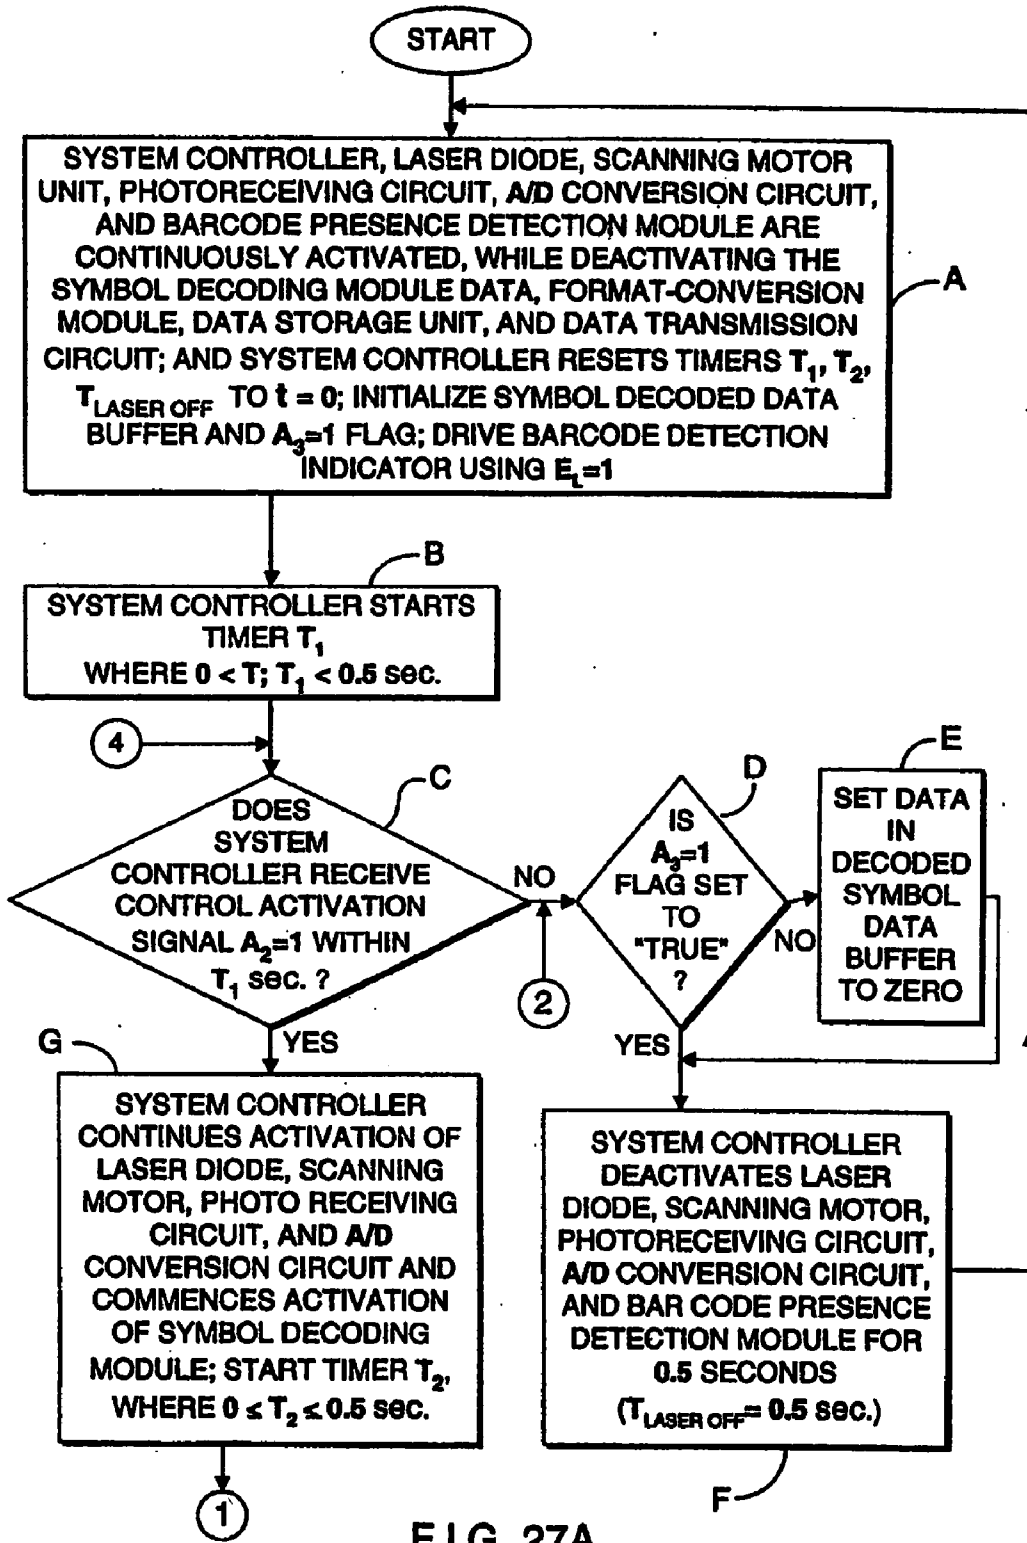 START
SYSTEM CONTROLLER, LASER DIODE, SCANNING MOTOR
UNIT, PHOTORECEIVING CIRCUIT, A/D CONVERSION CIRCUIT,
AND BARCODE PRESENCE DETECTION MODULE ARE
CONTINUOUSLY ACTIVATED, WHILE DEACTIVATING THE
SYMBOL DECODING MODULE DATA, FORMAT-CONVERSION
MODULE, DATA STORAGE UNIT, AND DATA TRANSMISSION
CIRCUIT; AND SYSTEM CONTROLLER RESETS TIMERS T1, T2,
TLASER OFF TO t = 0; INITIALIZE SYMBOL DECODED DATA
BUFFER AND A3=1 FLAG; DRIVE BARCODE DETECTION
INDICATOR USING EL=1
A
B
SYSTEM CONTROLLER STARTS
TIMER T1
WHERE 0 < T; T1 < 0.5 sec.
4
C
DOES
SYSTEM
CONTROLLER RECEIVE
CONTROL ACTIVATION
SIGNAL A2=1 WITHIN
T1 sec. ?
NO
2
YES
D
IS
A3=1
FLAG SET
TO
"TRUE"
?
NO
YES
E
SET DATA
IN
DECODED
SYMBOL
DATA
BUFFER
TO ZERO
G
SYSTEM CONTROLLER
CONTINUES ACTIVATION OF
LASER DIODE, SCANNING
MOTOR, PHOTO RECEIVING
CIRCUIT, AND A/D
CONVERSION CIRCUIT AND
COMMENCES ACTIVATION
OF SYMBOL DECODING
MODULE; START TIMER T2,
WHERE 0 ≤ T2 ≤ 0.5 sec.
1
SYSTEM CONTROLLER
DEACTIVATES LASER
DIODE, SCANNING MOTOR,
PHOTORECEIVING CIRCUIT,
A/D CONVERSION CIRCUIT,
AND BAR CODE PRESENCE
DETECTION MODULE FOR
0.5 SECONDS
(TLASER OFF= 0.5 sec.)
F
FIG. 27A